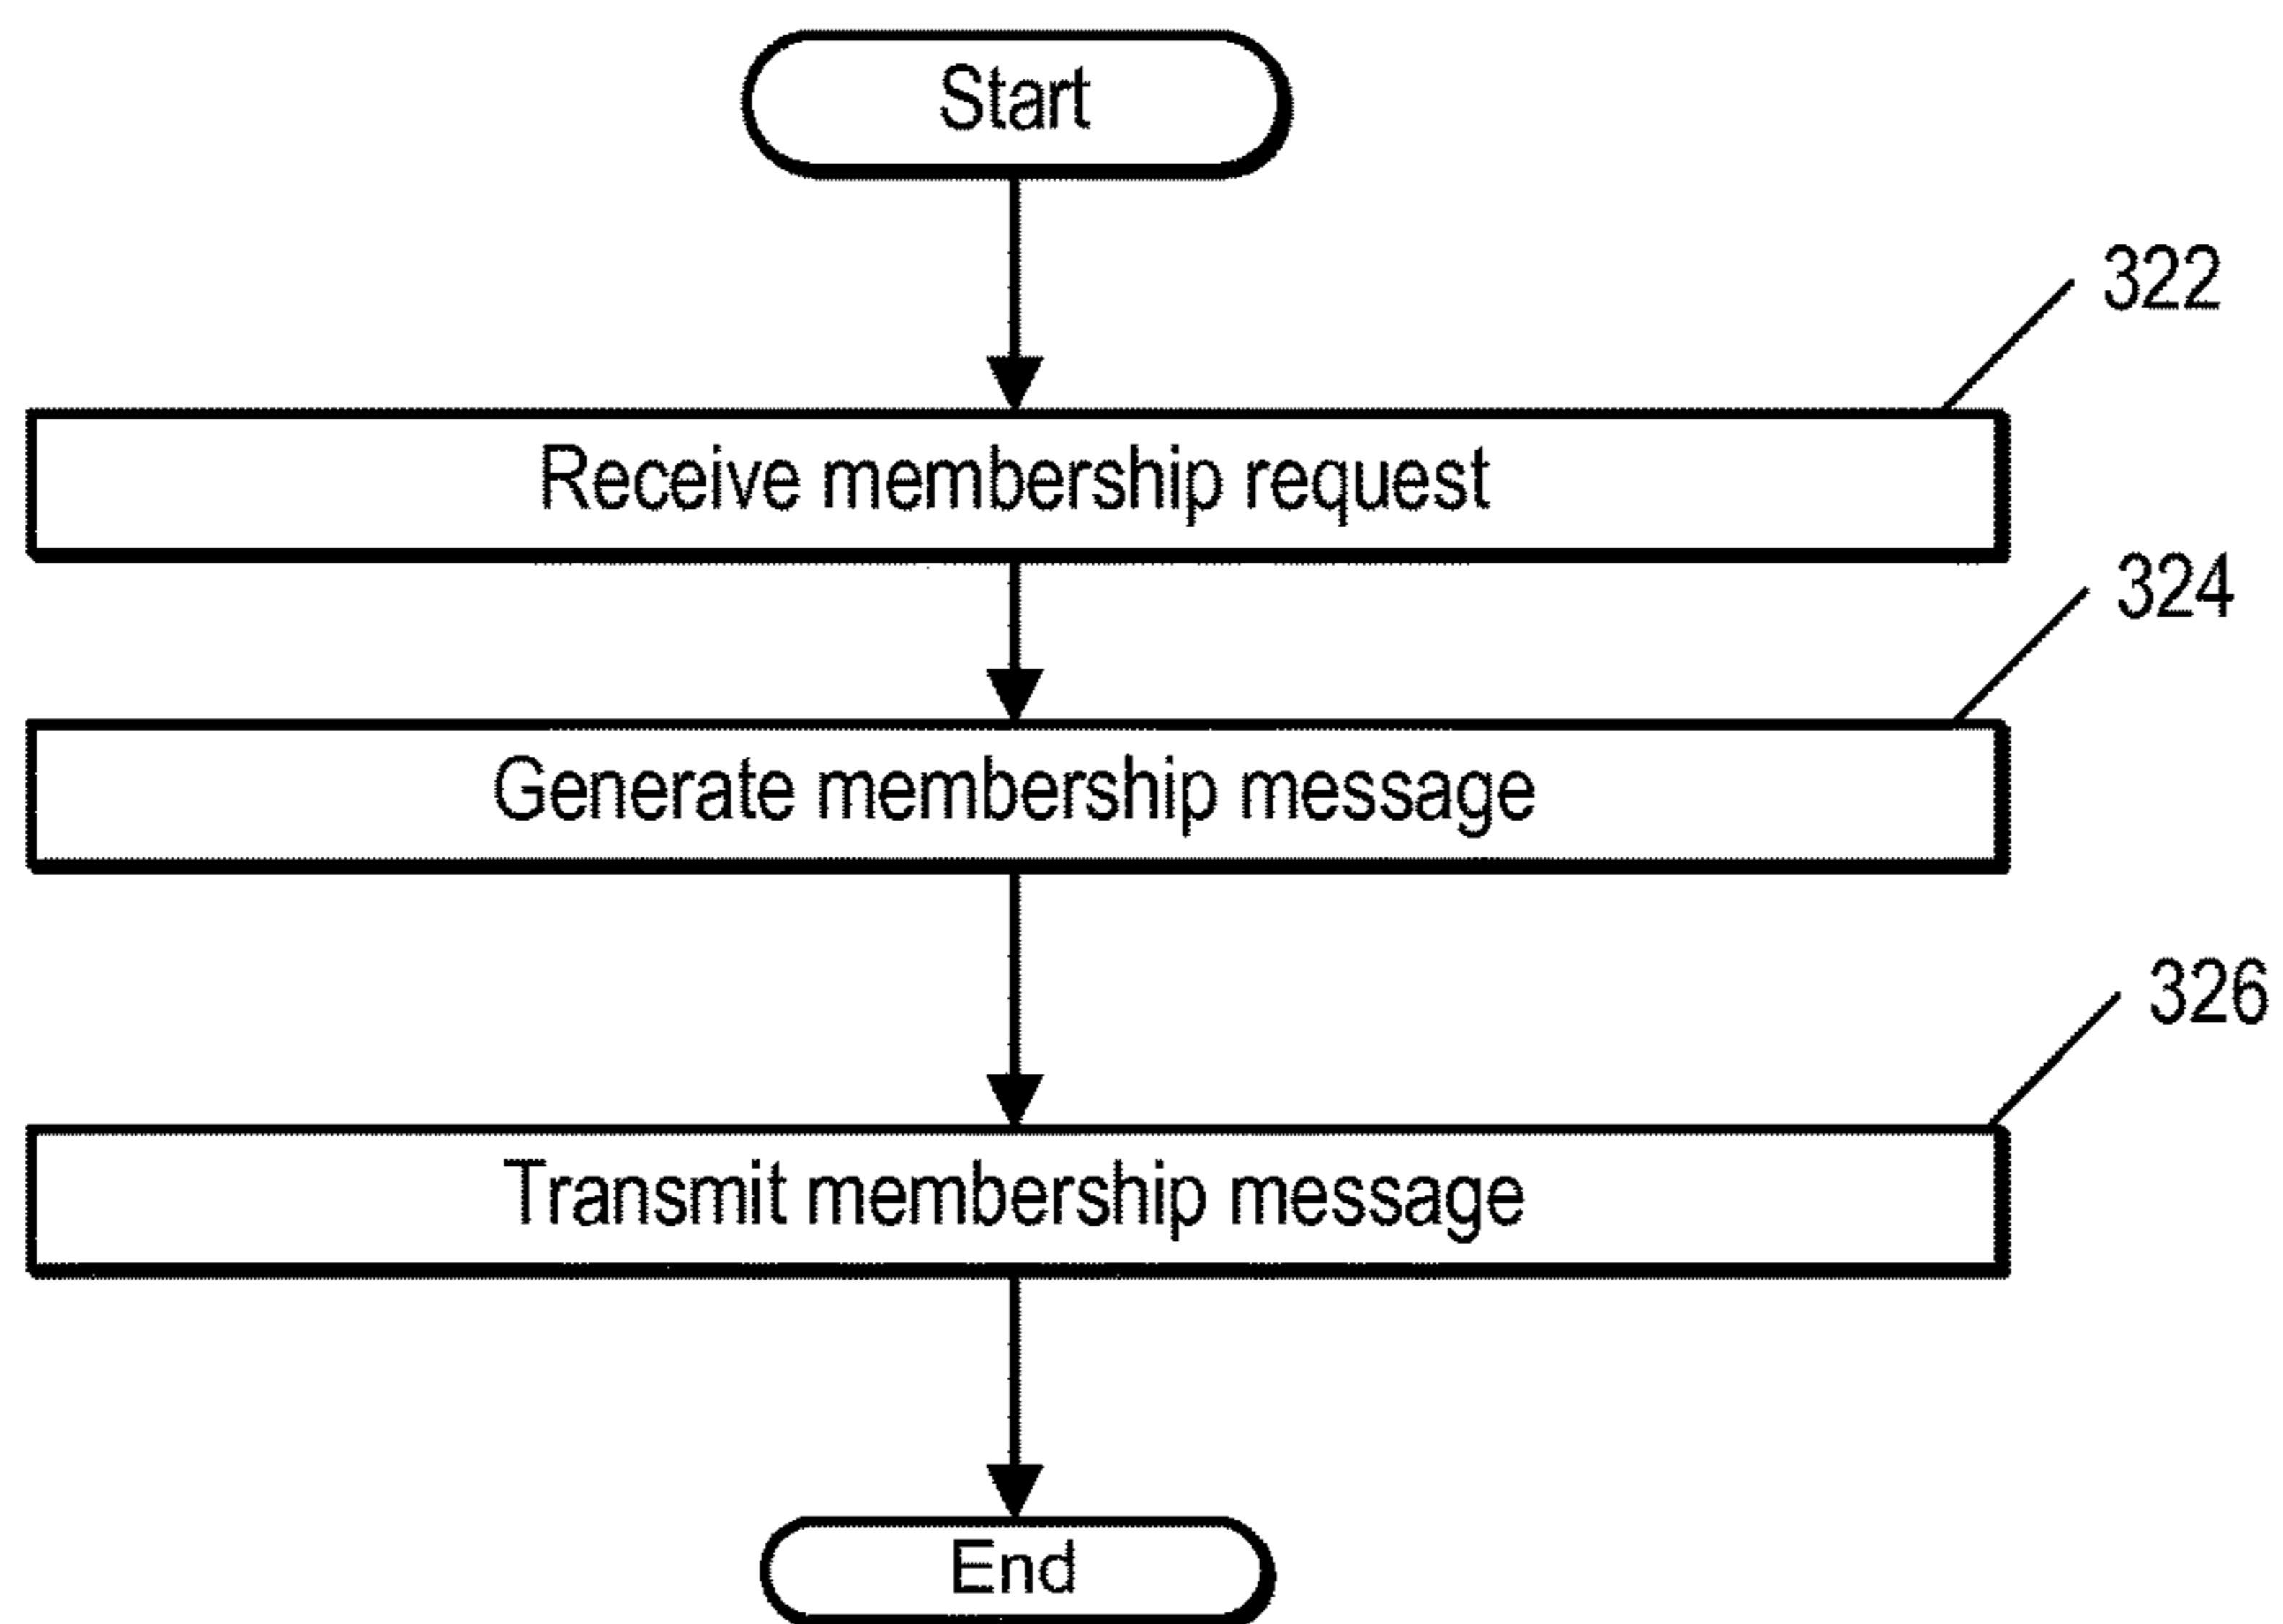 Start
322
Receive membership request
324
Generate membership message
326
Transmit membership message
End